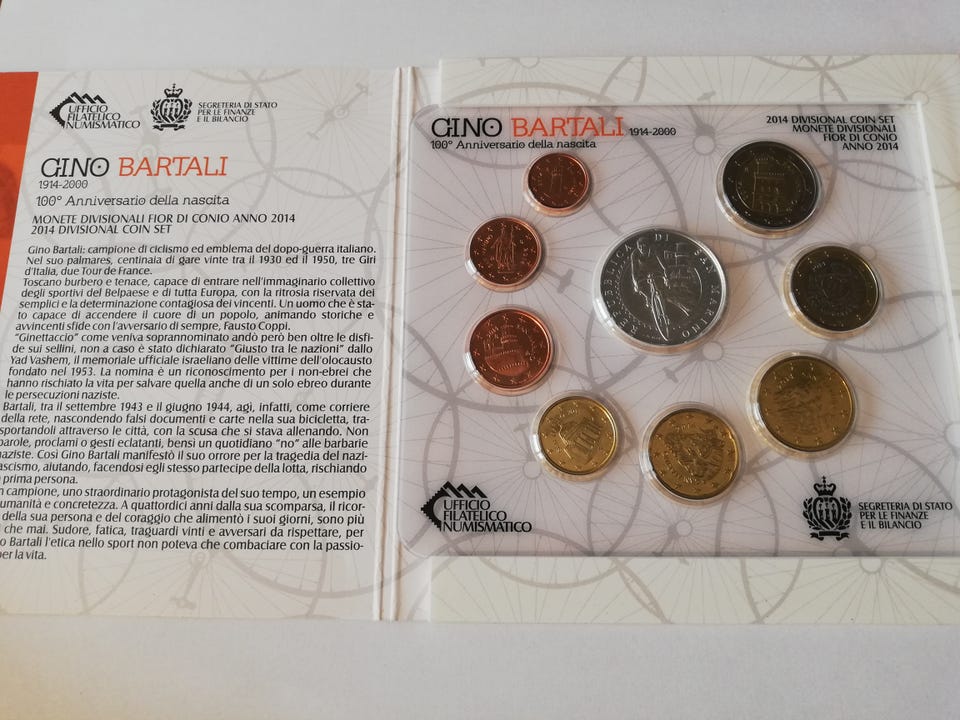 UFFICIO
FILATELICO
NUMISMATICO
SEGRETERIA DI STATO
PER LE FINANZE
E IL BILANCIO
GINO BARTALI
1914-2000
100° Anniversario della nascita
MONETE DIVISIONALI FIOR DI CONIO ANNO 2014
2014 DIVISIONAL COIN SET
Gino Bartali: campione di ciclismo ed emblema del dopo-guerra italiano.
Nel suo palmares, centinaia di gare vinte tra il 1930 ed il 1950, tre Giri
d'Italia, due Tour de France.
Toscano burbero e tenace, capace di entrare nell'immaginario collettivo
degli sportivi del Belpaese e di tutta Europa, con la ritrosia riservata dei
semplici e la determinazione contagiosa dei vincenti. Un uomo che è sta-
to capace di accendere il cuore di un popolo, animando storiche e
avvincenti sfide con l'avversario di sempre, Fausto Coppi.
"Ginettaccio" come veniva soprannominato andò però ben oltre le disfi-
de sui sellini, non a caso è stato dichiarato "Giusto tra le nazioni" dallo
Yad Vashem, il memoriale ufficiale israeliano delle vittime dell'olocausto
fondato nel 1953. La nomina è un riconoscimento per i non-ebrei che
hanno rischiato la vita per salvare quella anche di un solo ebreo durante
le persecuzioni naziste.
Bartali, tra il settembre 1943 e il giugno 1944, agì, infatti, come corriere
della rete, nascondendo falsi documenti e carte nella sua bicicletta, tra-
sportandoli attraverso le città, con la scusa che si stava allenando. Non
parole, proclami o gesti eclatanti, bensì un quotidiano "no" alle barbarie
naziste. Così Gino Bartali manifestò il suo orrore per la tragedia del nazi-
fascismo, aiutando, facendosi egli stesso partecipe della lotta, rischiando
prima persona.
campione, uno straordinario protagonista del suo tempo, un esempio
umanità e concretezza. A quattordici anni dalla sua scomparsa, il ricor-
della sua persona e del coraggio che alimentò i suoi giorni, sono più
che mai. Sudore, fatica, traguardi vinti e avversari da rispettare, per
o Bartali l'etica nello sport non poteva che combaciare con la passio-
per la vita.
GINO BARTALI 1914-2000
100° Anniversario della nascita
2014 DIVISIONAL COIN SET
MONETE DIVISIONALI
FIOR DI CONIO
ANNO 2014
REPUBBLICA DI SAN MARINO
UFFICIO
FILATELICO
NUMISMATICO
SEGRETERIA DI STATO
PER LE FINANZE
E IL BILANCIO